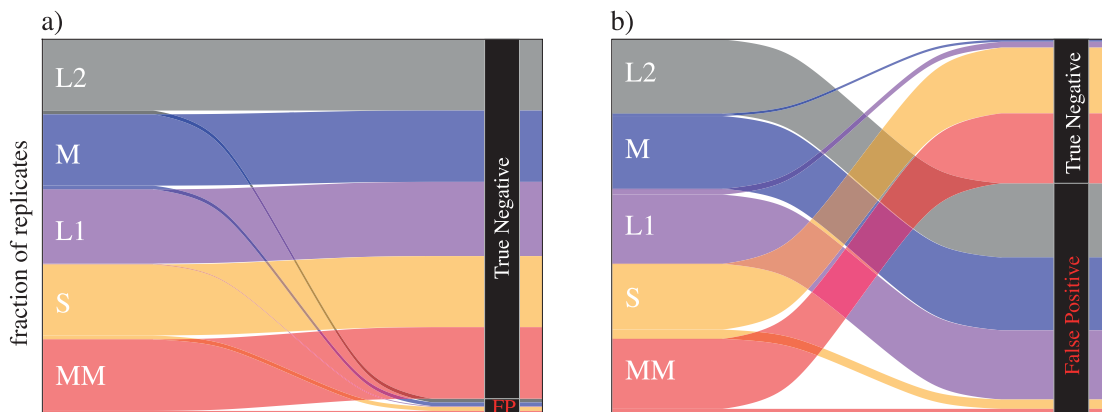 a)
fraction of replicates
L2
M
L1
S
MM
True Negative
FP
b)
L2
M
L1
S
MM
True Negative
False Positive